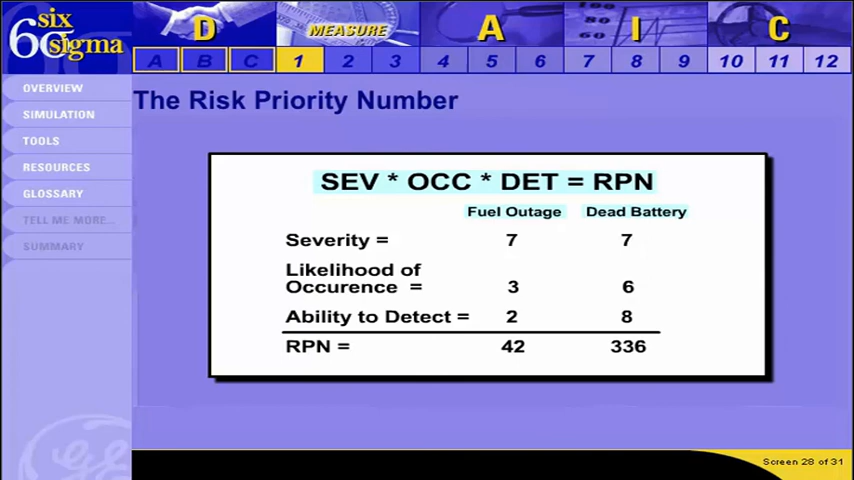 six
6σ sigma
D
MEASURE
A
I
C
80
60
A B C 1 2 3 4 5 6 7 8 9 10 11 12
OVERVIEW
SIMULATION
TOOLS
RESOURCES
GLOSSARY
TELL ME MORE...
SUMMARY
The Risk Priority Number
SEV * OCC * DET = RPN
Fuel Outage Dead Battery
Severity = 7 7
Likelihood of
Occurence = 3 6
Ability to Detect = 2 8
RPN = 42 336
GE
Screen 28 of 31